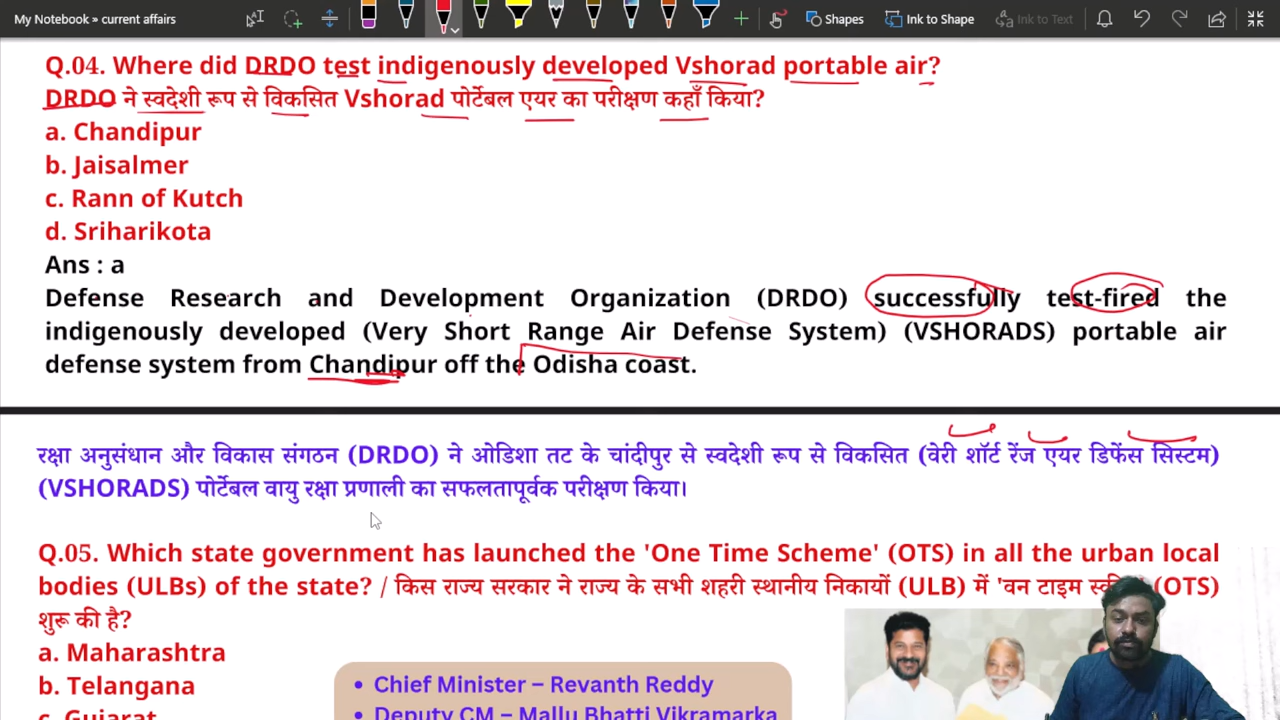 My Notebook » current affairs
Shapes
Ink to Shape
Ink to Text
Q.04. Where did DRDO test indigenously developed Vshorad portable air?
DRDO ने स्वदेशी रूप से विकसित Vshorad पोर्टेबल एयर का परीक्षण कहाँ किया?
a. Chandipur
b. Jaisalmer
c. Rann of Kutch
d. Sriharikota
Ans : a
Defense Research and Development Organization (DRDO) successfully test-fired the
indigenously developed (Very Short Range Air Defense System) (VSHORADS) portable air
defense system from Chandipur off the Odisha coast.
रक्षा अनुसंधान और विकास संगठन (DRDO) ने ओडिशा तट के चांदीपुर से स्वदेशी रूप से विकसित (वेरी शॉर्ट रेंज एयर डिफेंस सिस्टम)
(VSHORADS) पोर्टेबल वायु रक्षा प्रणाली का सफलतापूर्वक परीक्षण किया।
Q.05. Which state government has launched the 'One Time Scheme' (OTS) in all the urban local
bodies (ULBs) of the state? / किस राज्य सरकार ने राज्य के सभी शहरी स्थानीय निकायों (ULB) में 'वन टाइम (OTS)
शुरू की है?
a. Maharashtra
b. Telangana
c. Gujarat
• Chief Minister – Revanth Reddy
• Deputy CM – Mallu Bhatti Vikramarka